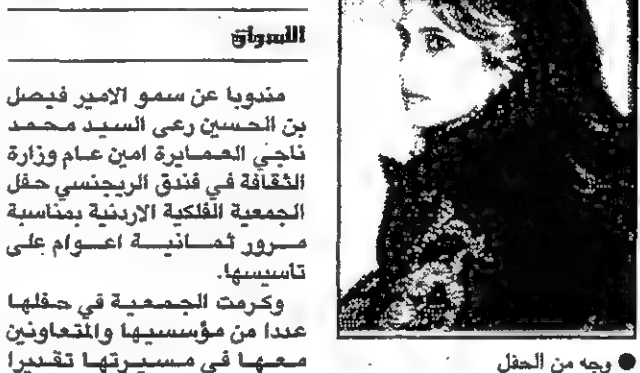 الاسواق
مندوبا عن سمو الامير فيصل
بن الحسين رعى السيد محمد
ناجي العمايرة امين عام وزارة
الثقافة في فندق الريجنسي حفل
الجمعية الفلكية الاردنية بمناسبة
مرور ثمانية اعوام على
تاسيسها.
وكرمت الجمعية في حفلها
عددا من مؤسسيها والمتعاونين
معها في مسيرتها تقديرا
● وجه من الحفل